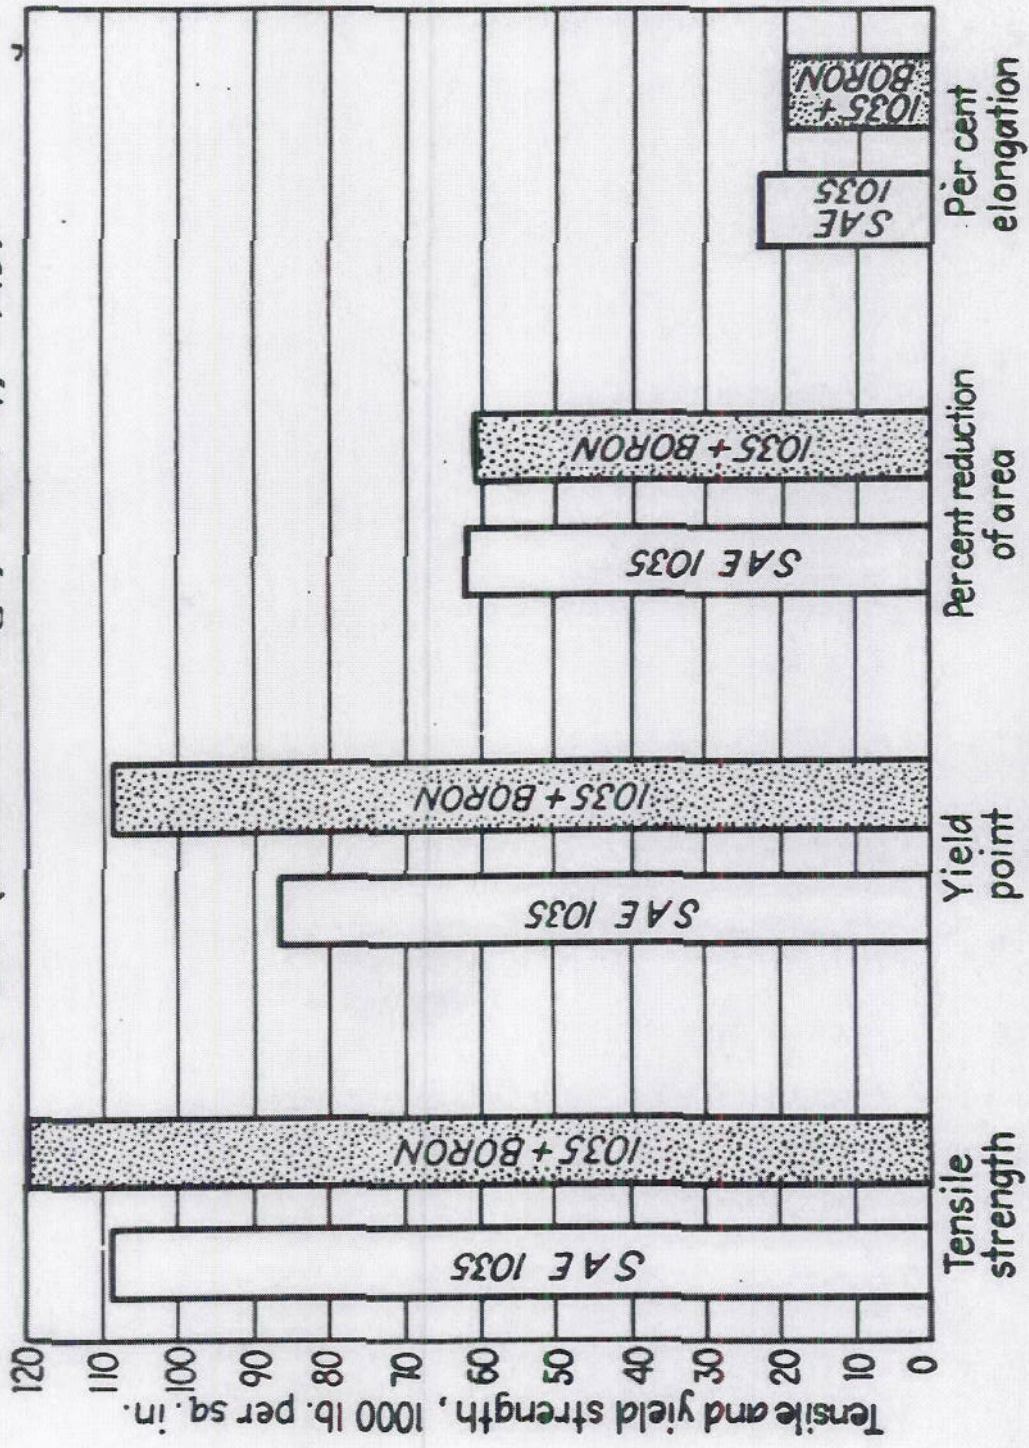 Tensile and yield strength, 1000 lb. per sq. in.
120
110
100
90
80
70
60
50
40
30
20
10
0
SAE 1035
1035 + BORON
Tensile
strength
SAE 1035
1035 + BORON
Yield
point
SAE 1035
1035 + BORON
Percent reduction
of area
SAE
1035
1035 +
BORON
Per cent
elongation